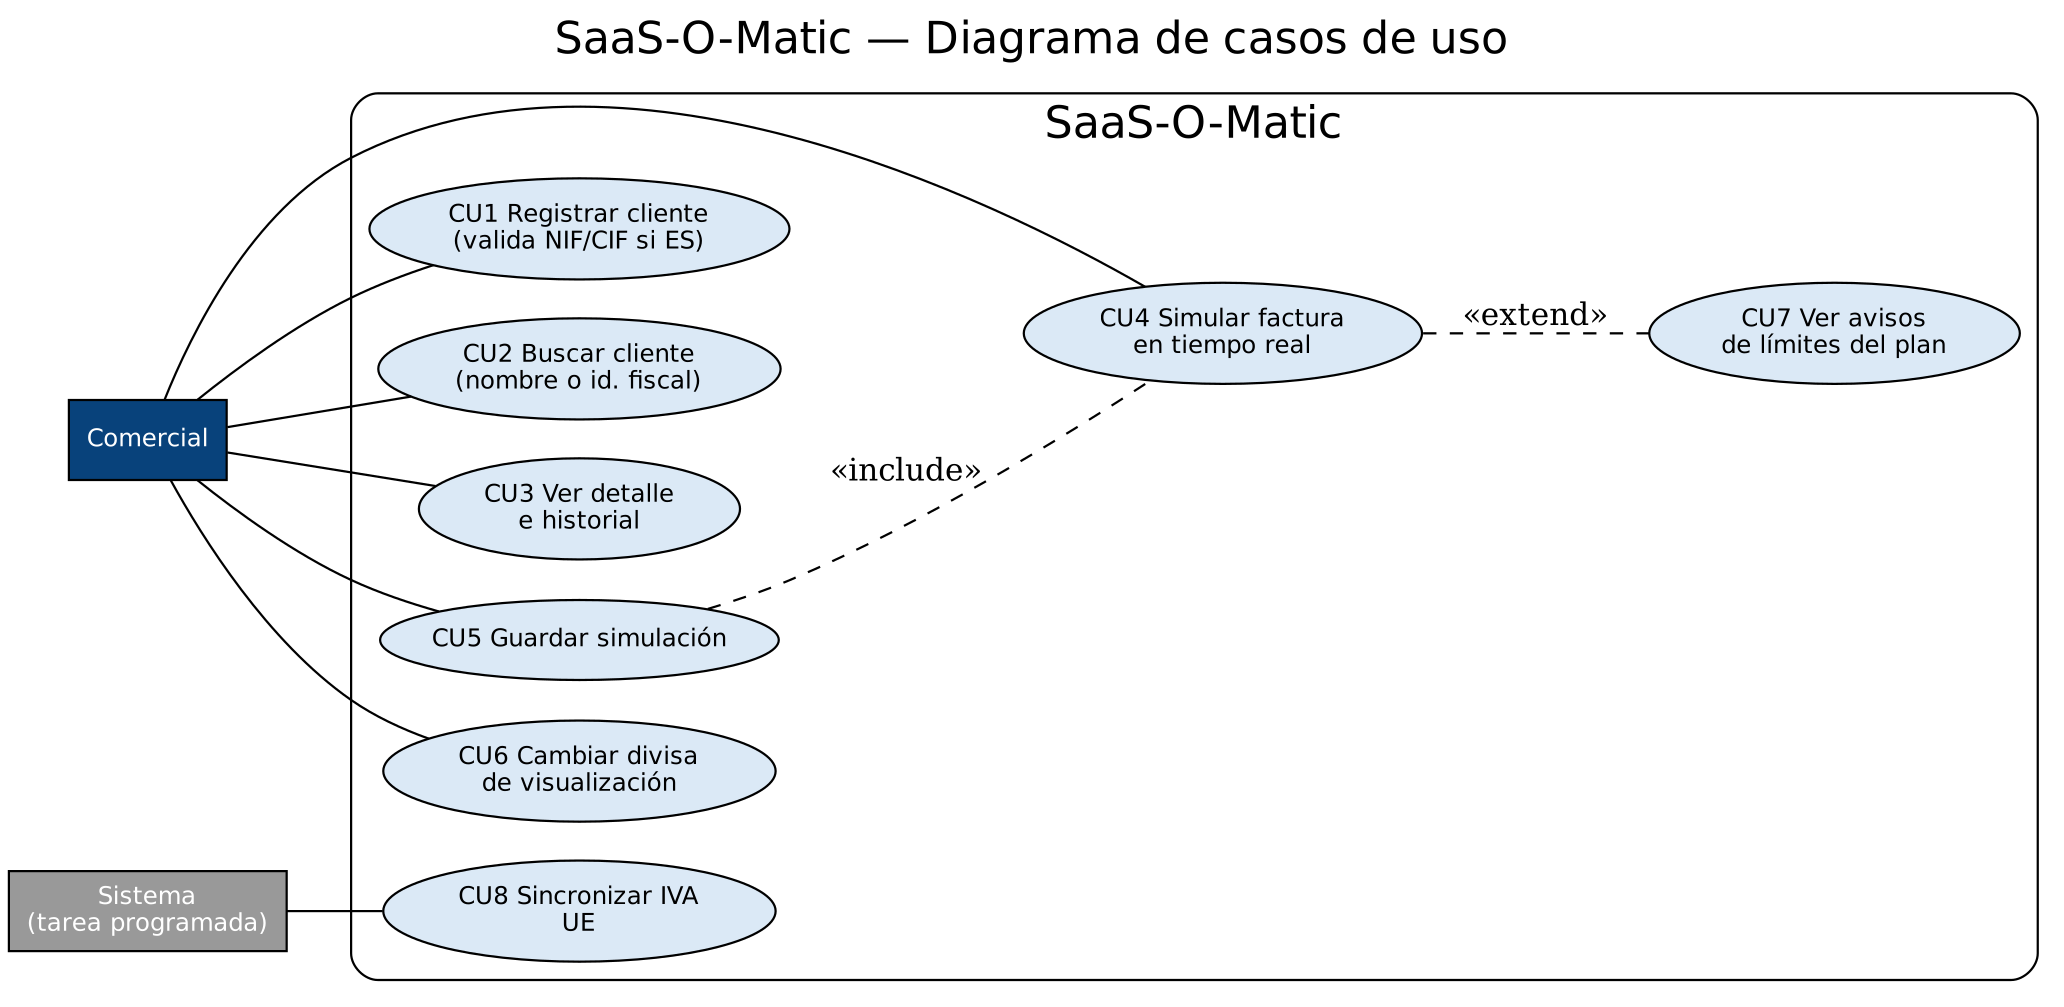 SaaS-O-Matic — Diagrama de casos de uso
SaaS-O-Matic
CU1 Registrar cliente
(valida NIF/CIF si ES)
CU2 Buscar cliente
(nombre o id. fiscal)
CU3 Ver detalle
e historial
CU4 Simular factura
en tiempo real
«extend»
CU7 Ver avisos
de límites del plan
Comercial
«include»
CU5 Guardar simulación
CU6 Cambiar divisa
de visualización
Sistema
(tarea programada)
CU8 Sincronizar IVA
UE